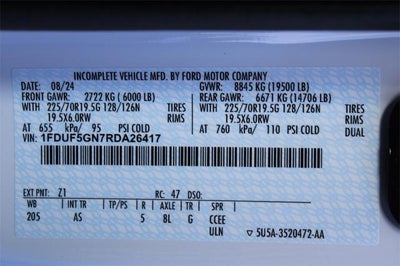 INCOMPLETE VEHICLE MFD. BY FORD MOTOR COMPANY
DATE: 08/24 GVWR: 8845 KG (19500 LB)
FRONT GAWR: 2722 KG ( 6000 LB) REAR GAWR: 6671 KG (14706 LB)
WITH 225/70R19.5G 128/126N TIRES WITH 225/70R19.5G 128/126N TIRES
19.5X6.0RW RIMS 19.5X6.0RW RIMS
AT 655 kPa/ 95 PSI COLD AT 760 kPa/ 110 PSI COLD DUAL
VIN: 1FDUF5GN7RDA26417
EXT PNT: Z1 RC: 47 DSO:
WB INT TR TP/PS R AXLE TR SPR
205 AS 5 8L G CCEE
ULN 5U5A-3520472-AA